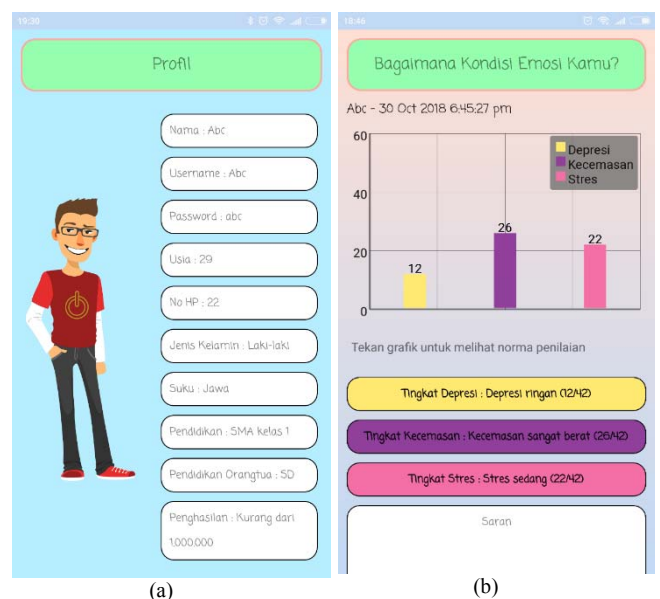 19:30
Profil
Nama : Abc
Username : Abc
Password : abc
Usia : 29
No HP : 22
Jenis Kelamin : Laki-laki
Suku : Jawa
Pendidikan : SMA kelas 1
Pendidikan Orangtua : SD
Penghasilan : Kurang dari
1.000.000
(a)
18:46
Bagaimana Kondisi Emosi Kamu?
Abc - 30 Oct 2018 6:45:27 pm
60
40
20
0
Depresi
Kecemasan
Stres
12
26
22
Tekan grafik untuk melihat norma penilaian
Tingkat Depresi : Depresi ringan (12/42)
Tingkat Kecemasan : Kecemasan sangat berat (26/42)
Tingkat Stres : Stres sedang (22/42)
Saran
(b)